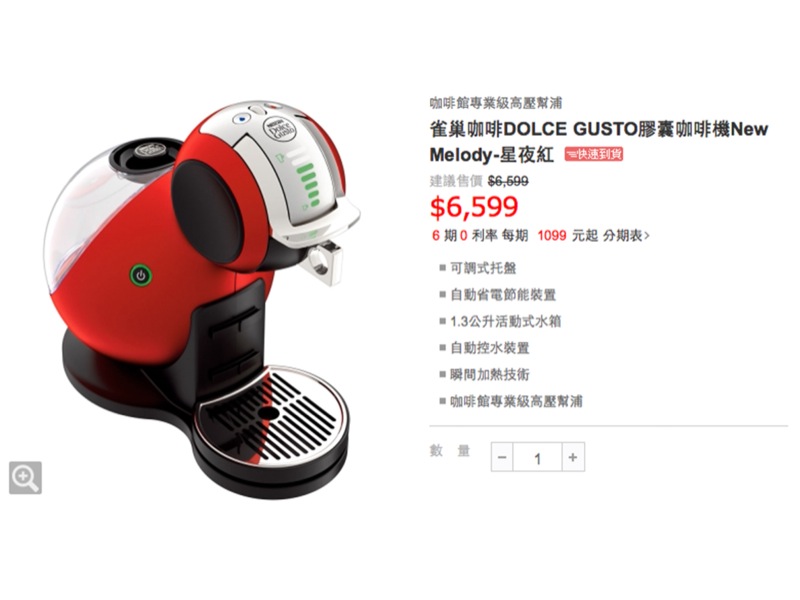 咖啡館專業級高壓幫浦
雀巢咖啡DOLCE GUSTO膠囊咖啡機New
Melody-星夜紅 快速到貨
建議售價 $6,599
$6,599
6 期 0 利率 每期 1099 元起 分期表>
可調式托盤
自動省電節能裝置
1.3公升活動式水箱
自動控水裝置
瞬間加熱技術
咖啡館專業級高壓幫浦
數 量 − 1 +
NESCAFÉ
Dolce
Gusto